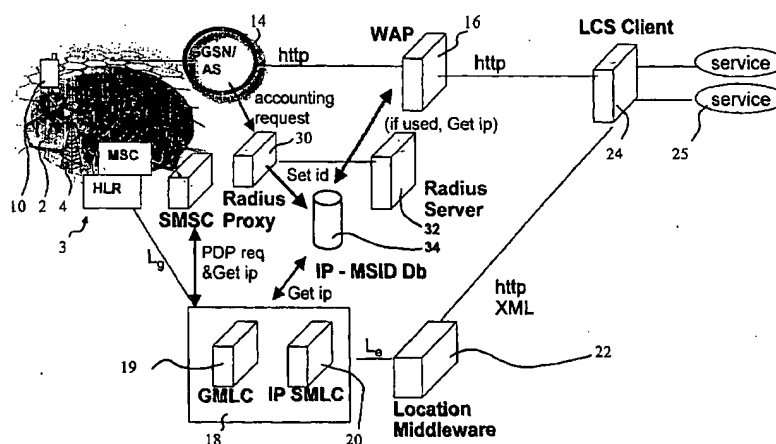 14
WAP
16
LCS Client
GGSN/
AS
http
http
service
service
accounting
request
30
(if used, Get ip)
24
25
MSC
HLR
10
2
4
3
SMSC
Radius
Proxy
Set id
Radius
Server
32
34
IP - MSID Db
PDP req
&Get ip
Lg
Get ip
http
XML
19
GMLC
IP SMLC
18
20
Le
22
Location
Middleware